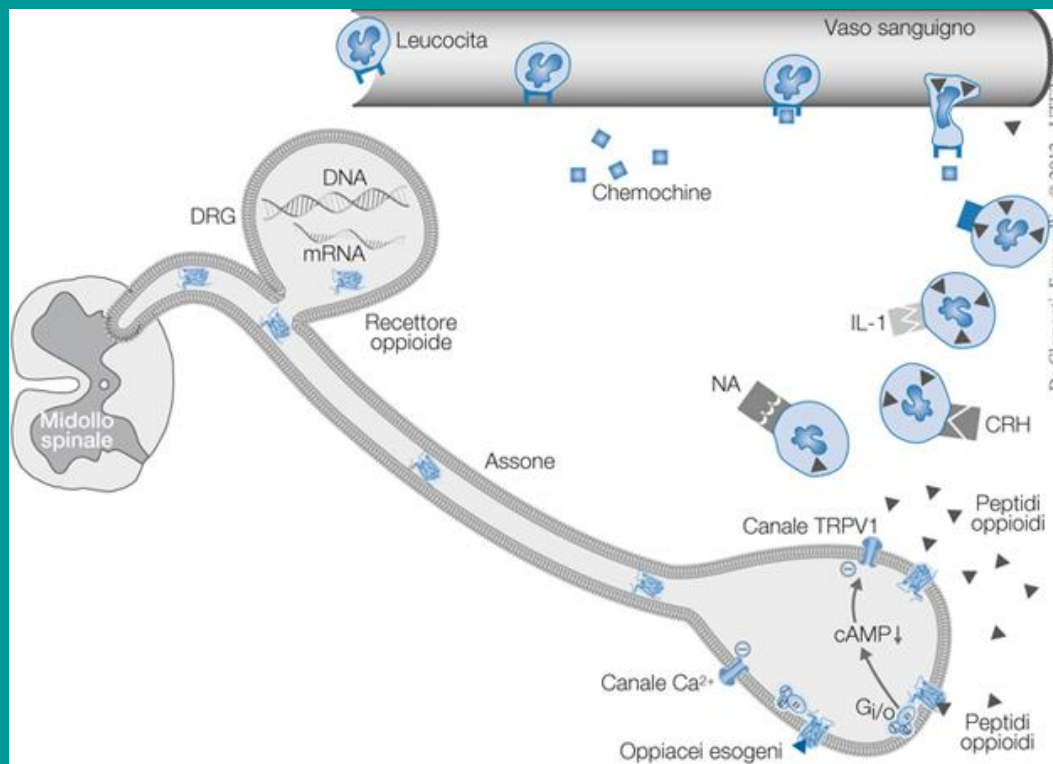 Leucocita
Vaso sanguigno
DNA
Chemochine
DRG
mRNA
IL-1
Recettore
oppioide
NA
CRH
Midollo
spinale
Assone
Peptidi
oppioidi
Canale TRPV1
cAMP↓
Canale Ca²⁺
Gi/o
Peptidi
oppioidi
Oppiacei esogeni